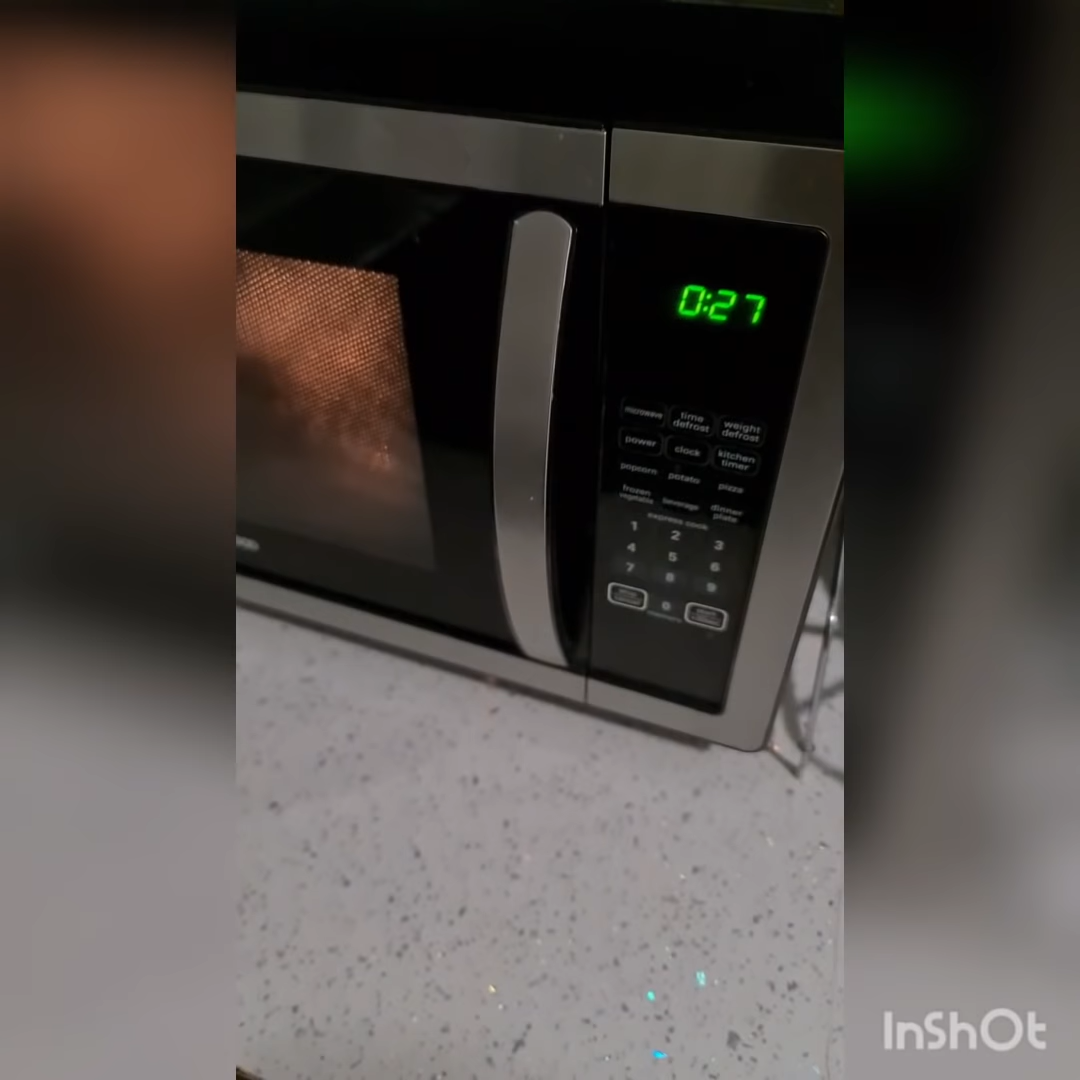 0:27
microwave time defrost weight defrost
power clock kitchen timer
popcorn potato pizza
frozen vegetable beverage dinner plate
express cook
1 2 3
4 5 6
7 8 9
0
InShOt